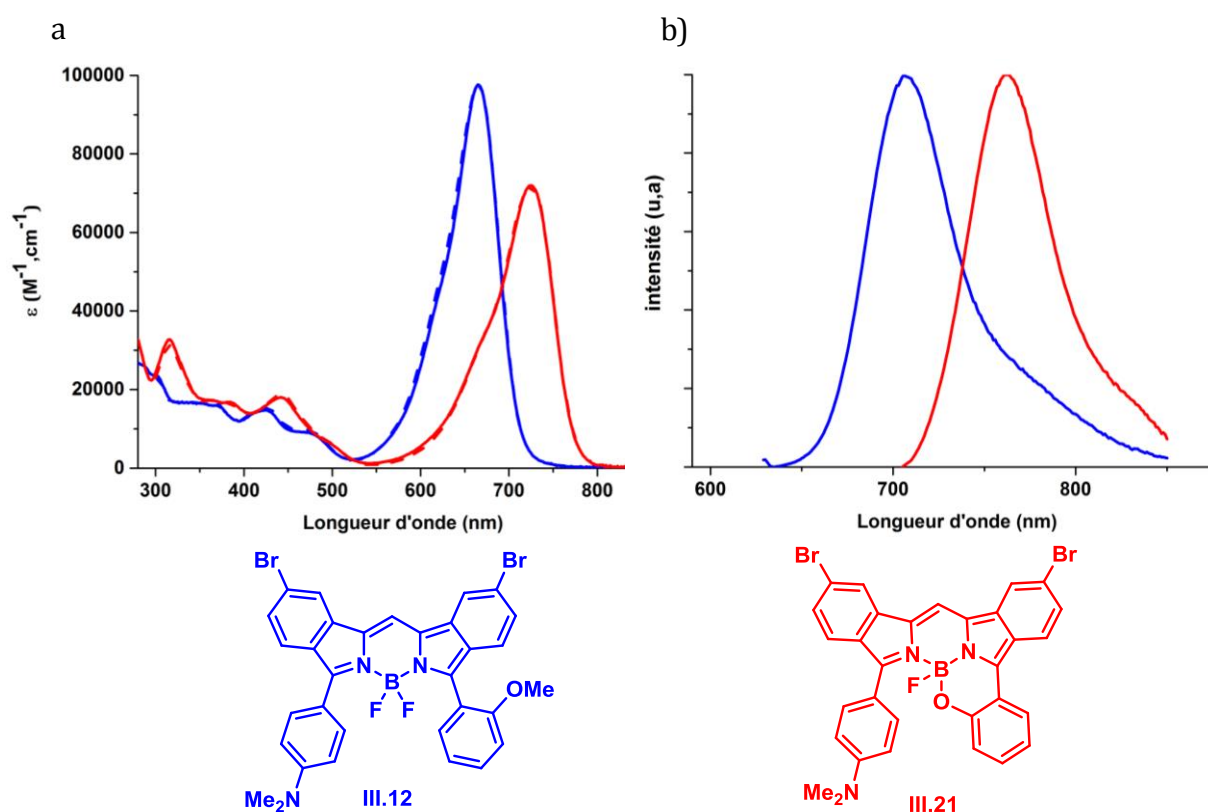 a
b)
100000
80000
60000
40000
20000
0
ε (M⁻¹,cm⁻¹)
300
400
500
600
700
800
Longueur d'onde (nm)
intensité (u,a)
600
700
800
Longueur d'onde (nm)
Br
Br
N
N
B
F
F
OMe
Me₂N
III.12
Br
Br
N
N
B
F
O
Me₂N
III.21